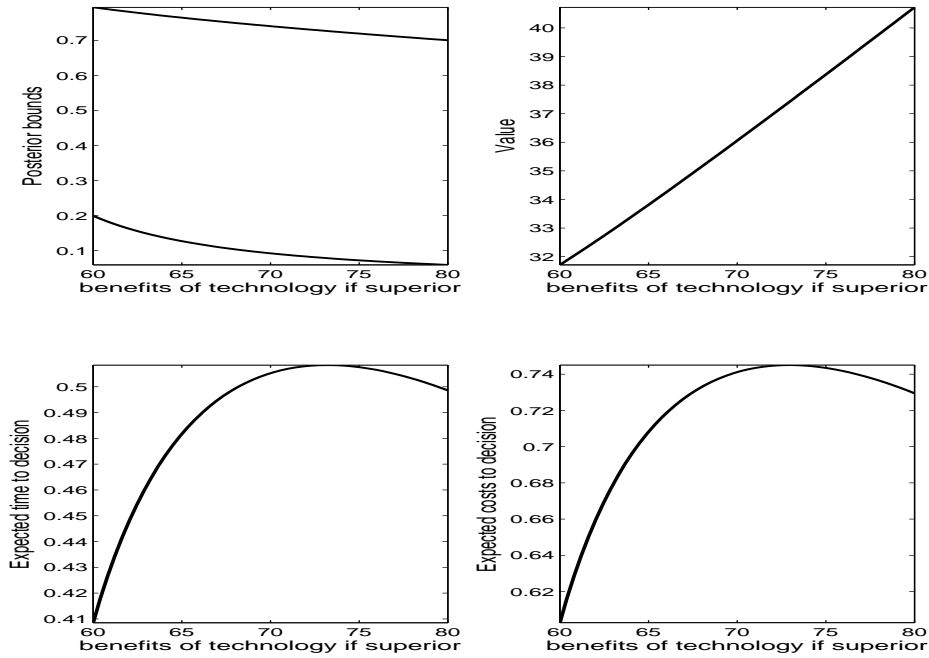 Posterior bounds
0.7
0.6
0.5
0.4
0.3
0.2
0.1
60 65 70 75 80
benefits of technology if superior
Value
40
39
38
37
36
35
34
33
32
60 65 70 75 80
benefits of technology if superior
Expected time to decision
0.5
0.49
0.48
0.47
0.46
0.45
0.44
0.43
0.42
0.41
60 65 70 75 80
benefits of technology if superior
Expected costs to decision
0.74
0.72
0.7
0.68
0.66
0.64
0.62
60 65 70 75 80
benefits of technology if superior